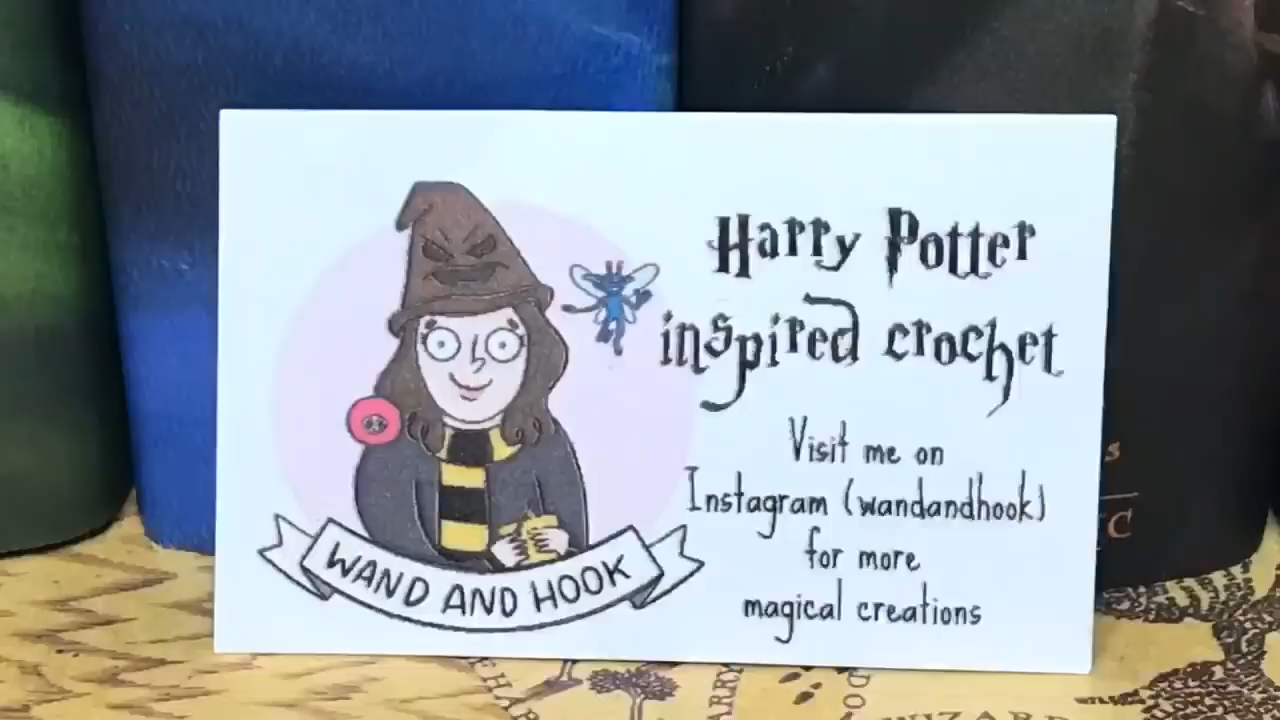 Harry Potter
inspired crochet
Visit me on
Instagram (wandandhook)
for more
magical creations
WAND AND HOOK